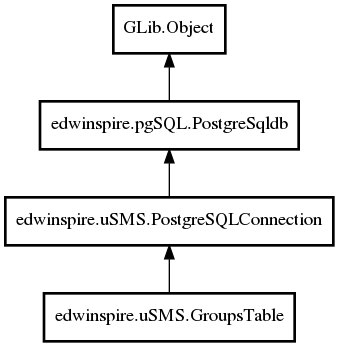 GLib.Object
edwinspire.pgSQL.PostgreSqldb
edwinspire.uSMS.PostgreSQLConnection
edwinspire.uSMS.GroupsTable